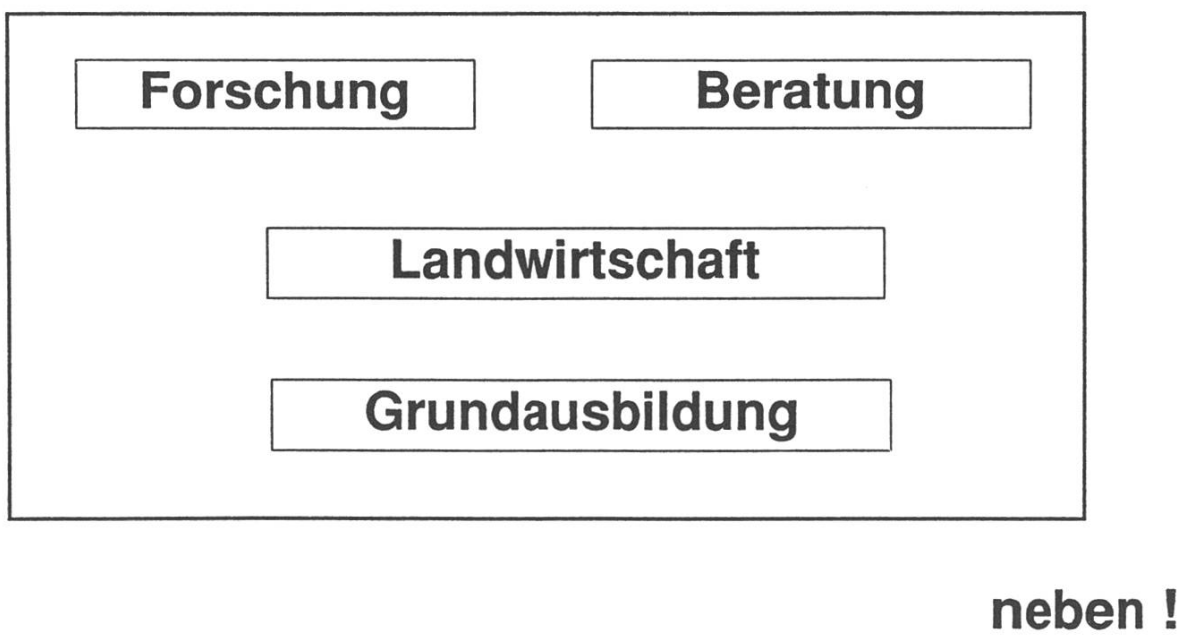 Forschung
Beratung
Landwirtschaft
Grundausbildung
neben !